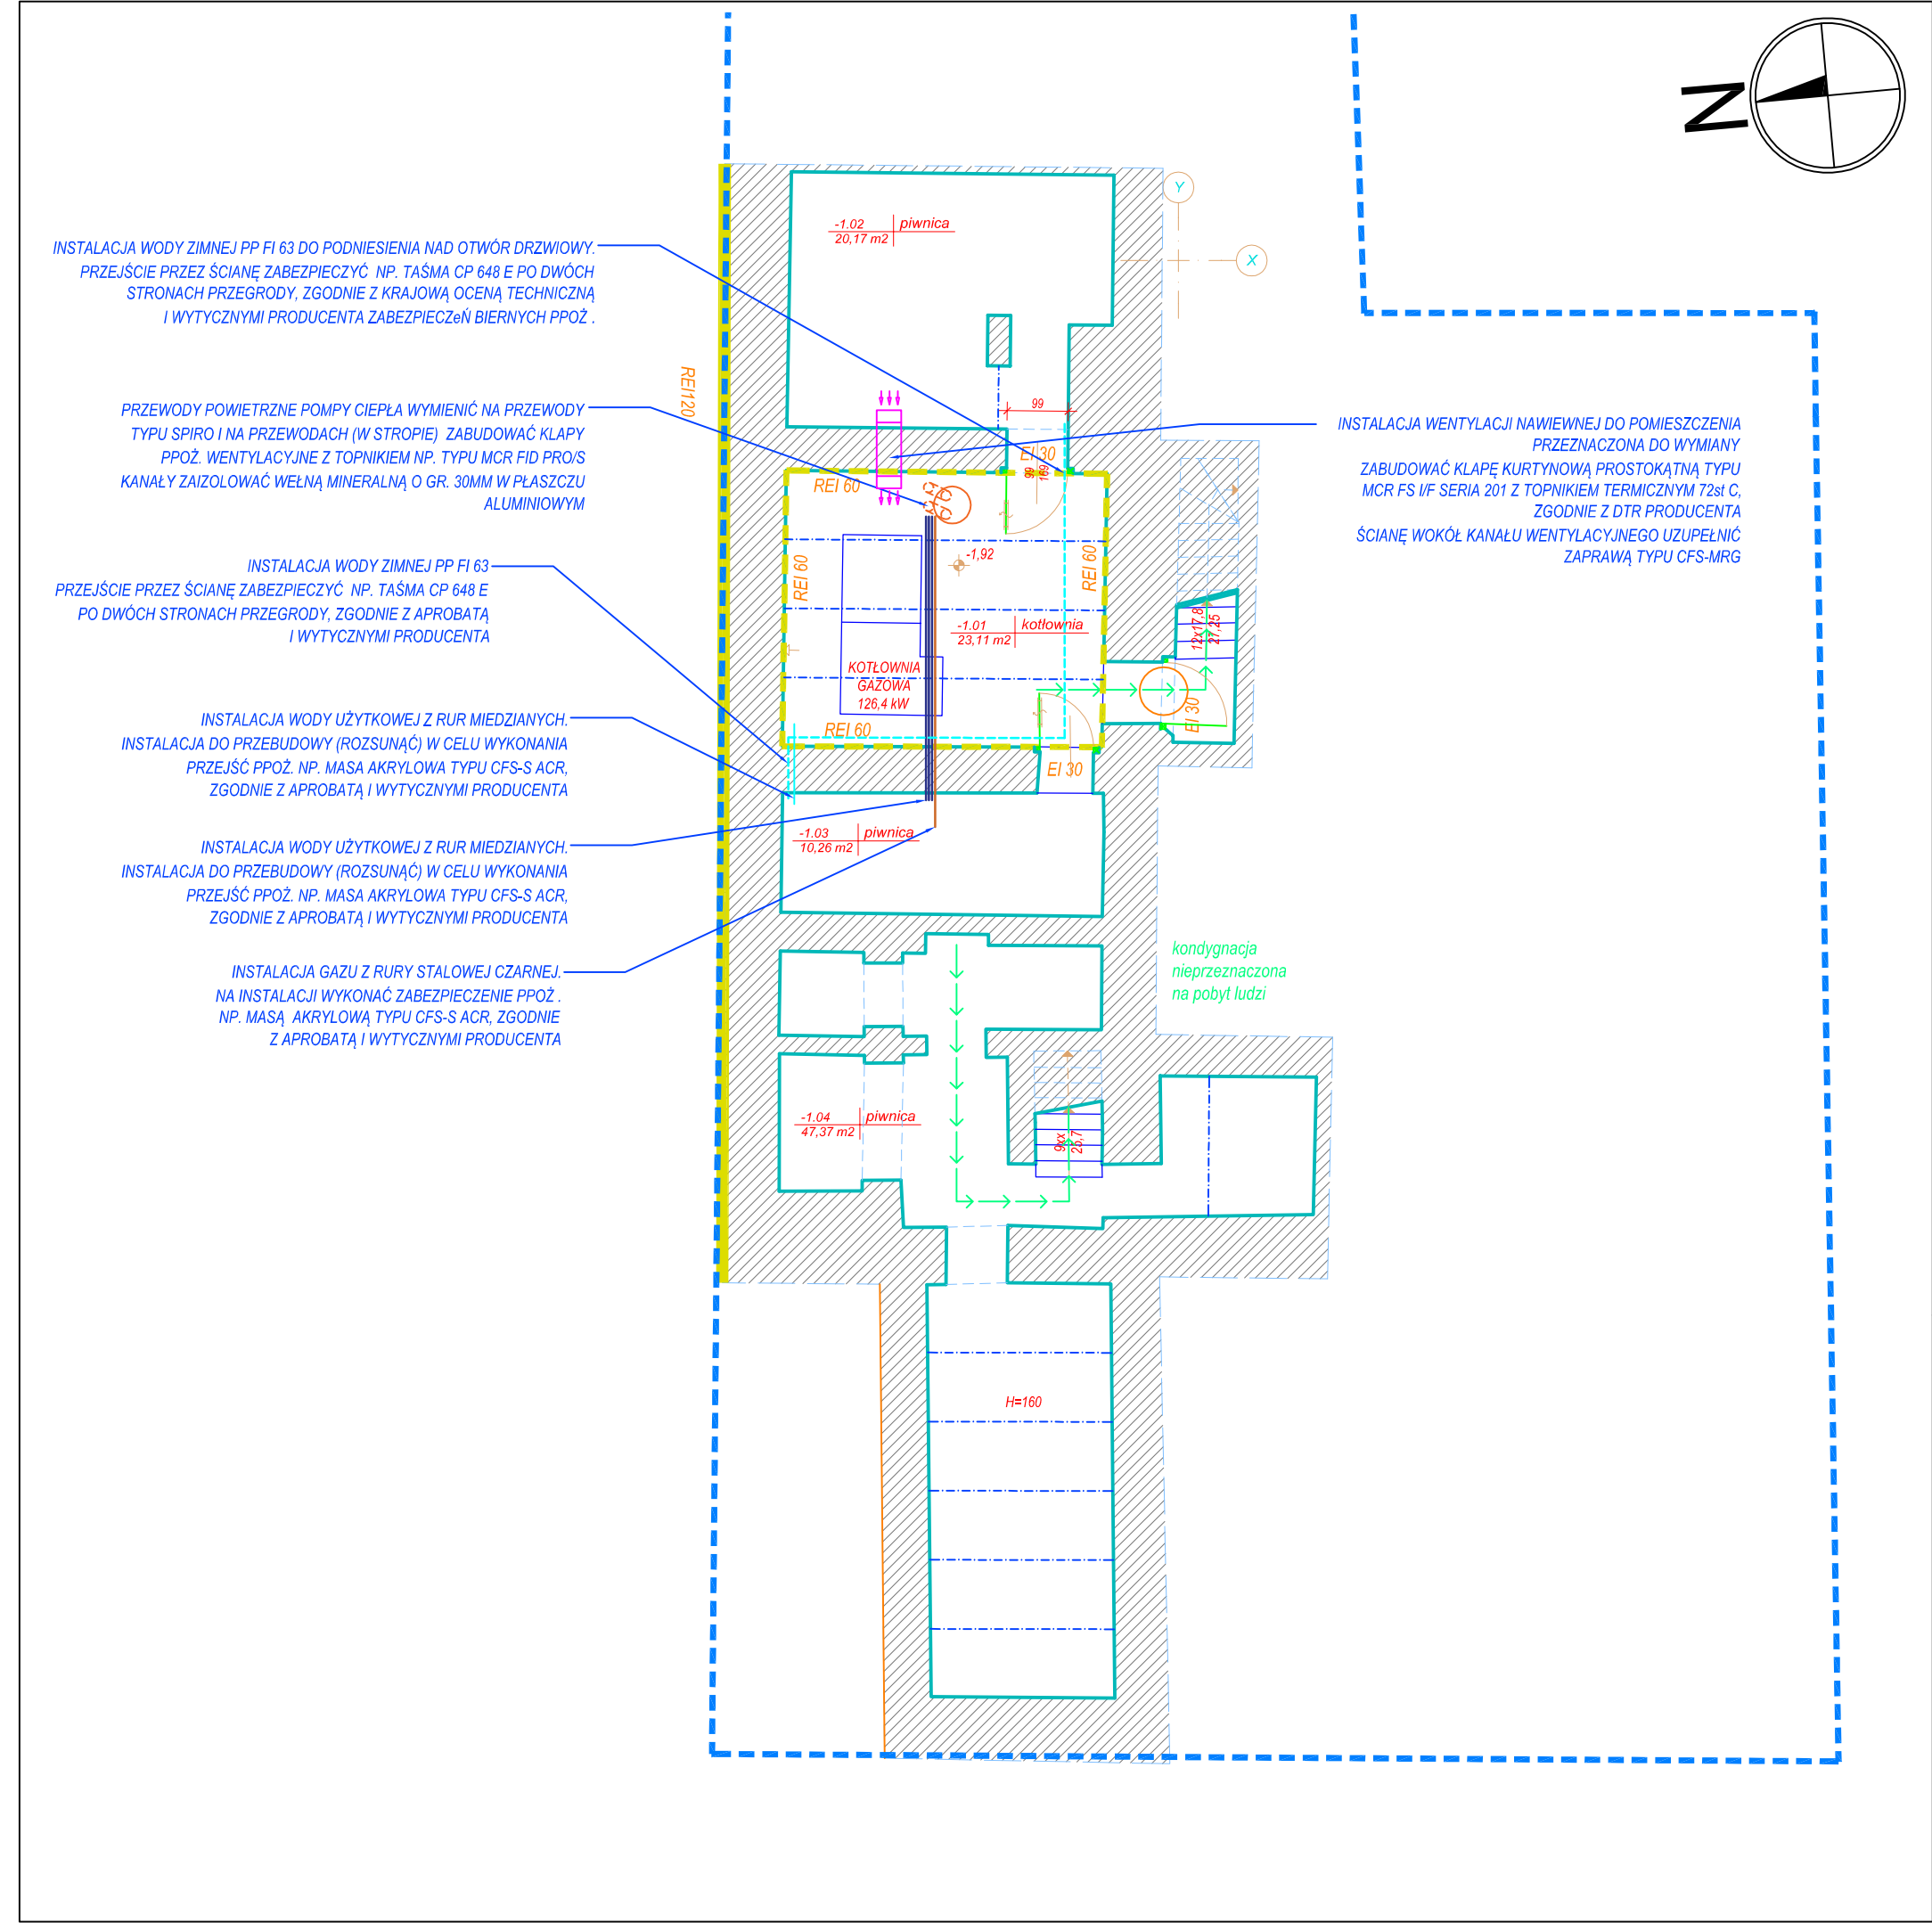 N
Y
X
-1.02 piwnica
20,17 m2
INSTALACJA WODY ZIMNEJ PP FI 63 DO PODNIESIENIA NAD OTWÓR DRZWIOWY.
PRZEJŚCIE PRZEZ ŚCIANĘ ZABEZPIECZYĆ NP. TAŚMA CP 648 E PO DWÓCH
STRONACH PRZEGRODY, ZGODNIE Z KRAJOWĄ OCENĄ TECHNICZNĄ
I WYTYCZNYMI PRODUCENTA ZABEZPIECZeŃ BIERNYCH PPOŻ .
REI120
PRZEWODY POWIETRZNE POMPY CIEPŁA WYMIENIĆ NA PRZEWODY
TYPU SPIRO I NA PRZEWODACH (W STROPIE) ZABUDOWAĆ KLAPY
PPOŻ. WENTYLACYJNE Z TOPNIKIEM NP. TYPU MCR FID PRO/S
KANAŁY ZAIZOLOWAĆ WEŁNĄ MINERALNĄ O GR. 30MM W PŁASZCZU
ALUMINIOWYM
99
INSTALACJA WENTYLACJI NAWIEWNEJ DO POMIESZCZENIA
PRZEZNACZONA DO WYMIANY
ZABUDOWAĆ KLAPĘ KURTYNOWĄ PROSTOKĄTNĄ TYPU
MCR FS I/F SERIA 201 Z TOPNIKIEM TERMICZNYM 72st C,
ZGODNIE Z DTR PRODUCENTA
ŚCIANĘ WOKÓŁ KANAŁU WENTYLACYJNEGO UZUPEŁNIĆ
ZAPRAWĄ TYPU CFS-MRG
EI 30
99
169
REI 60
-1,92
REI 60
REI 60
INSTALACJA WODY ZIMNEJ PP FI 63
PRZEJŚCIE PRZEZ ŚCIANĘ ZABEZPIECZYĆ NP. TAŚMA CP 648 E
PO DWÓCH STRONACH PRZEGRODY, ZGODNIE Z APROBATĄ
I WYTYCZNYMI PRODUCENTA
-1.01 kotłownia
23,11 m2
12x17,8
27,25
KOTŁOWNIA
GAZOWA
126,4 kW
REI 60
EI 30
EI 30
INSTALACJA WODY UŻYTKOWEJ Z RUR MIEDZIANYCH.
INSTALACJA DO PRZEBUDOWY (ROZSUNĄĆ) W CELU WYKONANIA
PRZEJŚĆ PPOŻ. NP. MASA AKRYLOWA TYPU CFS-S ACR,
ZGODNIE Z APROBATĄ I WYTYCZNYMI PRODUCENTA
-1.03 piwnica
10,26 m2
INSTALACJA WODY UŻYTKOWEJ Z RUR MIEDZIANYCH.
INSTALACJA DO PRZEBUDOWY (ROZSUNĄĆ) W CELU WYKONANIA
PRZEJŚĆ PPOŻ. NP. MASA AKRYLOWA TYPU CFS-S ACR,
ZGODNIE Z APROBATĄ I WYTYCZNYMI PRODUCENTA
INSTALACJA GAZU Z RURY STALOWEJ CZARNEJ.
NA INSTALACJI WYKONAĆ ZABEZPIECZENIE PPOŻ .
NP. MASĄ AKRYLOWĄ TYPU CFS-S ACR, ZGODNIE
Z APROBATĄ I WYTYCZNYMI PRODUCENTA
kondygnacja
nieprzeznaczona
na pobyt ludzi
-1.04 piwnica
47,37 m2
9xx
25,7
H=160